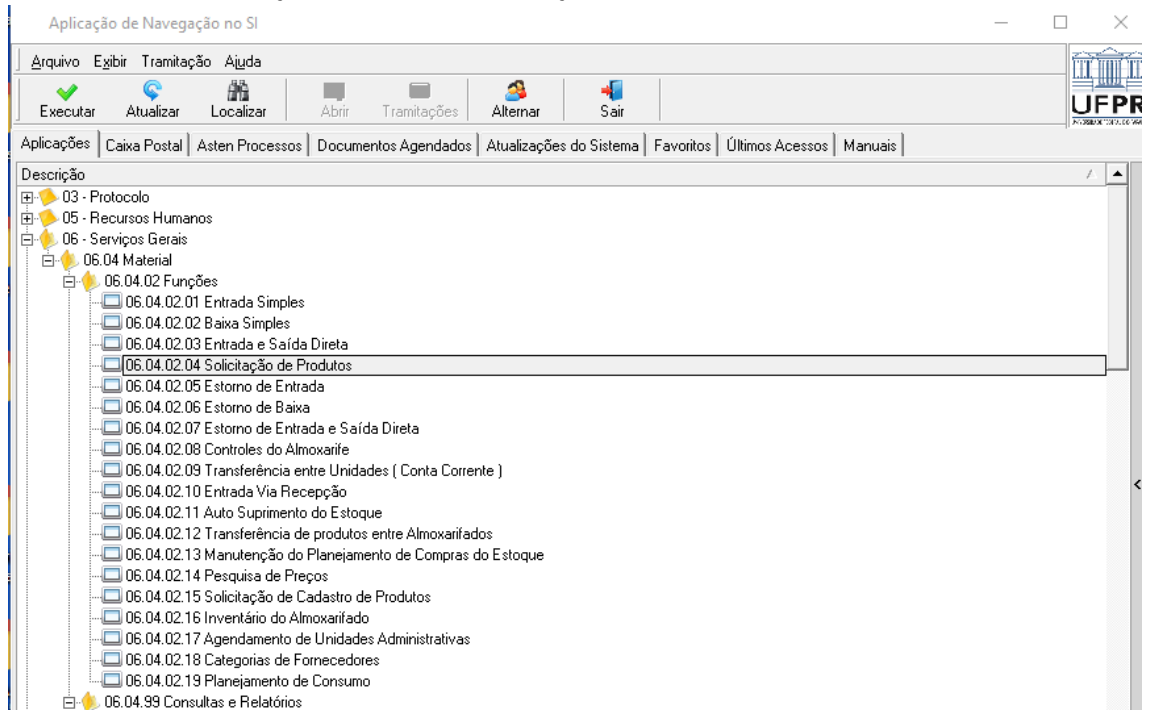 Aplicação de Navegação no SI
Arquivo Exibir Tramitação Ajuda
Executar Atualizar Localizar Abrir Tramitações Alternar Sair
UFPR
Aplicações Caixa Postal Asten Processos Documentos Agendados Atualizações do Sistema Favoritos Últimos Acessos Manuais
Descrição
03 - Protocolo
05 - Recursos Humanos
06 - Serviços Gerais
06.04 Material
06.04.02 Funções
06.04.02.01 Entrada Simples
06.04.02.02 Baixa Simples
06.04.02.03 Entrada e Saída Direta
06.04.02.04 Solicitação de Produtos
06.04.02.05 Estorno de Entrada
06.04.02.06 Estorno de Baixa
06.04.02.07 Estorno de Entrada e Saída Direta
06.04.02.08 Controles do Almoxarife
06.04.02.09 Transferência entre Unidades ( Conta Corrente )
06.04.02.10 Entrada Via Recepção
06.04.02.11 Auto Suprimento do Estoque
06.04.02.12 Transferência de produtos entre Almoxarifados
06.04.02.13 Manutenção do Planejamento de Compras do Estoque
06.04.02.14 Pesquisa de Preços
06.04.02.15 Solicitação de Cadastro de Produtos
06.04.02.16 Inventário do Almoxarifado
06.04.02.17 Agendamento de Unidades Administrativas
06.04.02.18 Categorias de Fornecedores
06.04.02.19 Planejamento de Consumo
06.04.99 Consultas e Relatórios